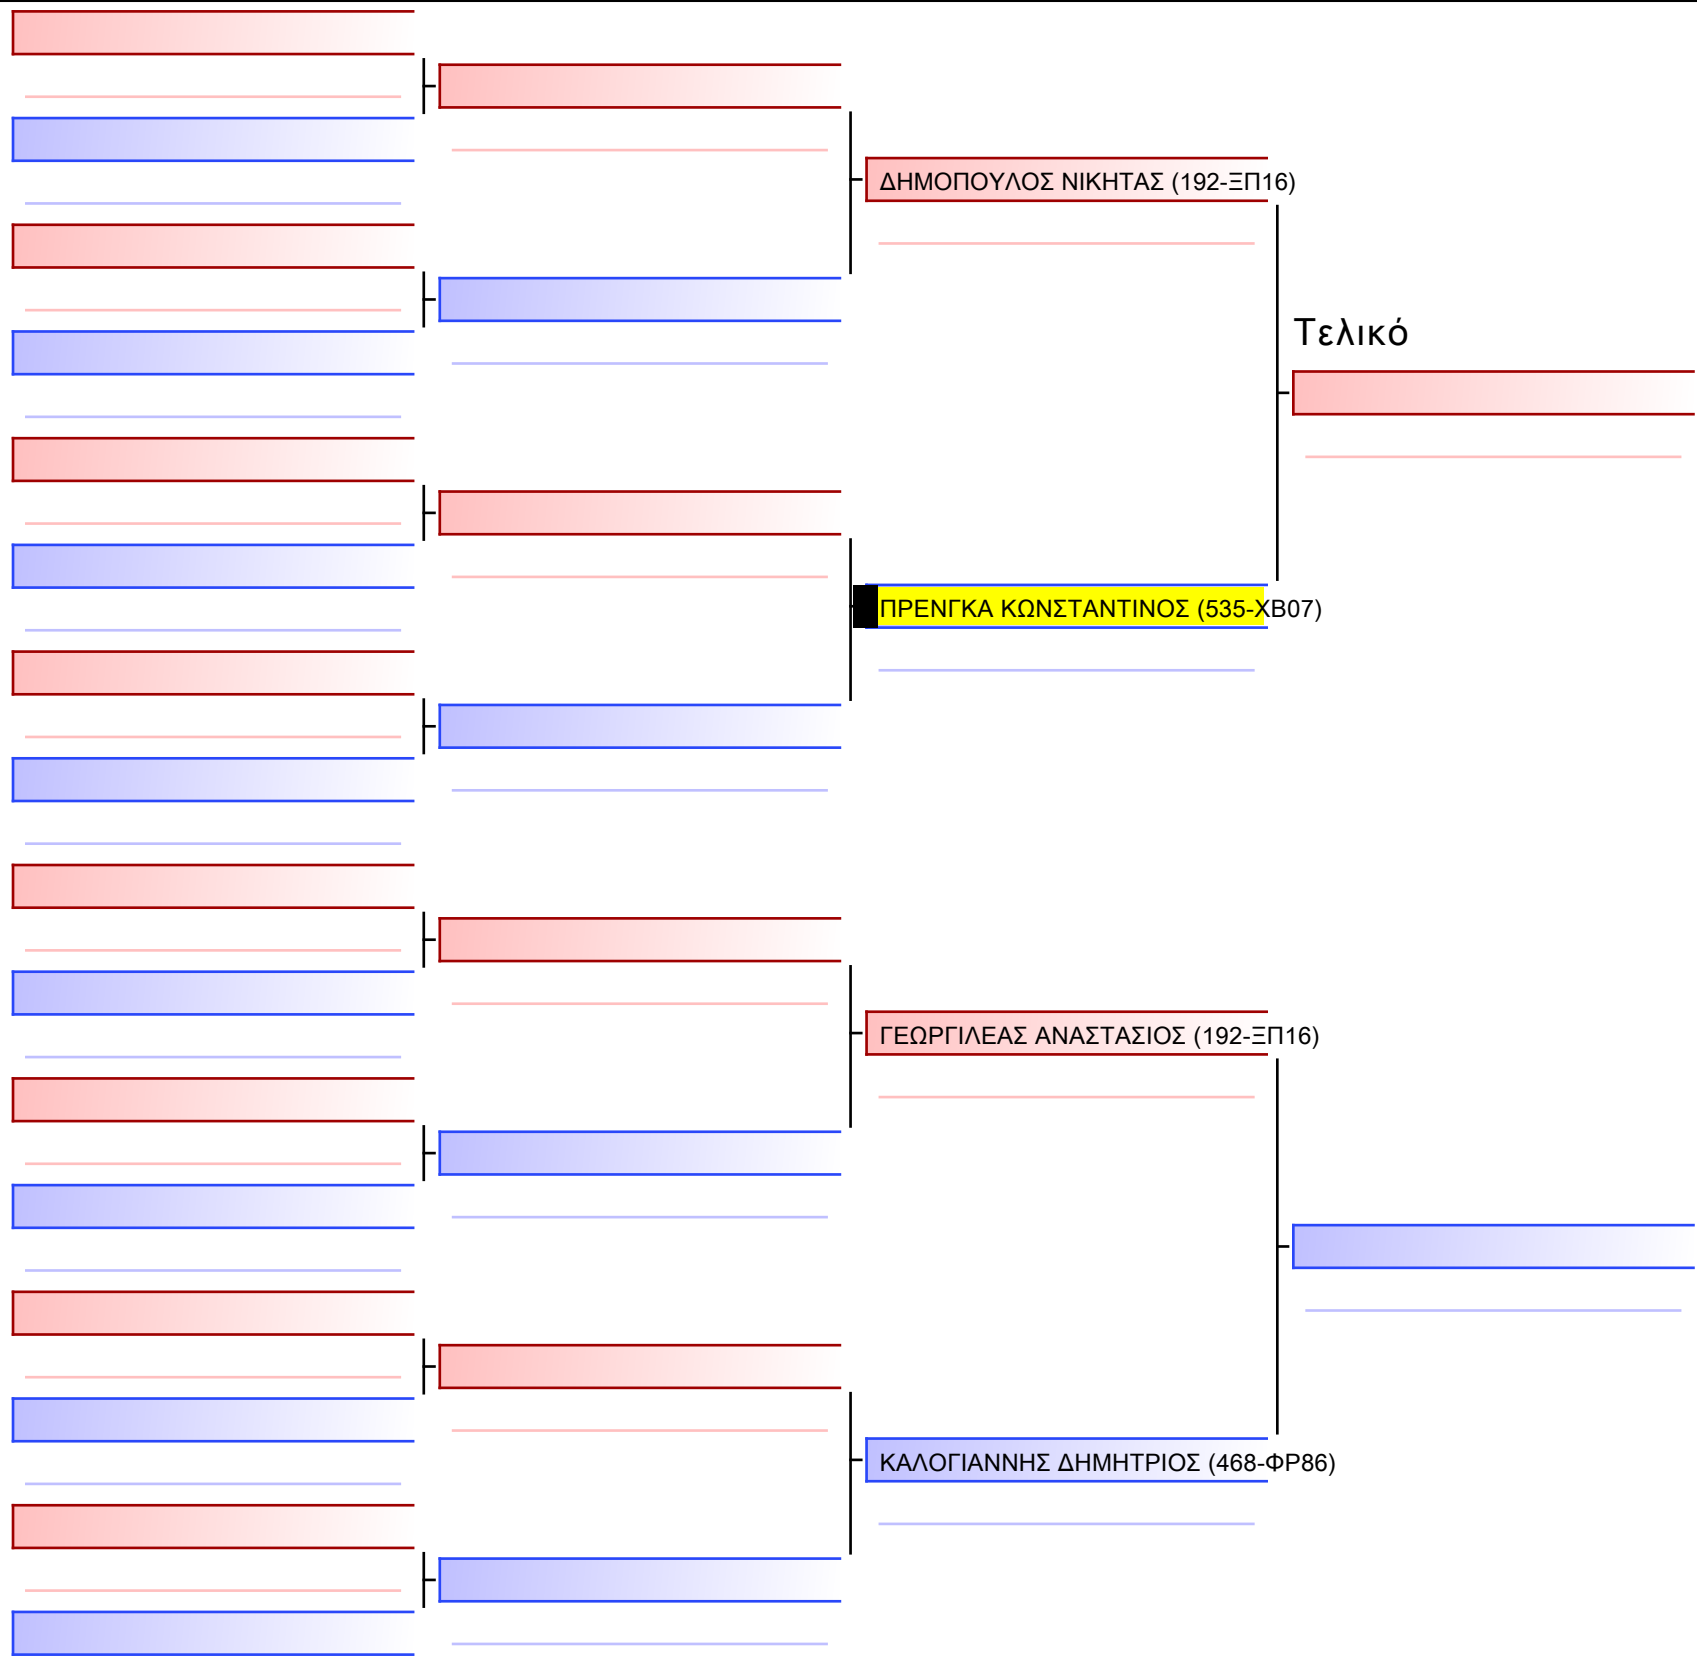 ΔΗΜΟΠΟΥΛΟΣ ΝΙΚΗΤΑΣ (192-ΞΠ16)
Τελικό
ΠΡΕΝΓΚΑ ΚΩΝΣΤΑΝΤΙΝΟΣ (535-ΧΒ07)
ΓΕΩΡΓΙΛΕΑΣ ΑΝΑΣΤΑΣΙΟΣ (192-ΞΠ16)
ΚΑΛΟΓΙΑΝΝΗΣ ΔΗΜΗΤΡΙΟΣ (468-ΦΡ86)